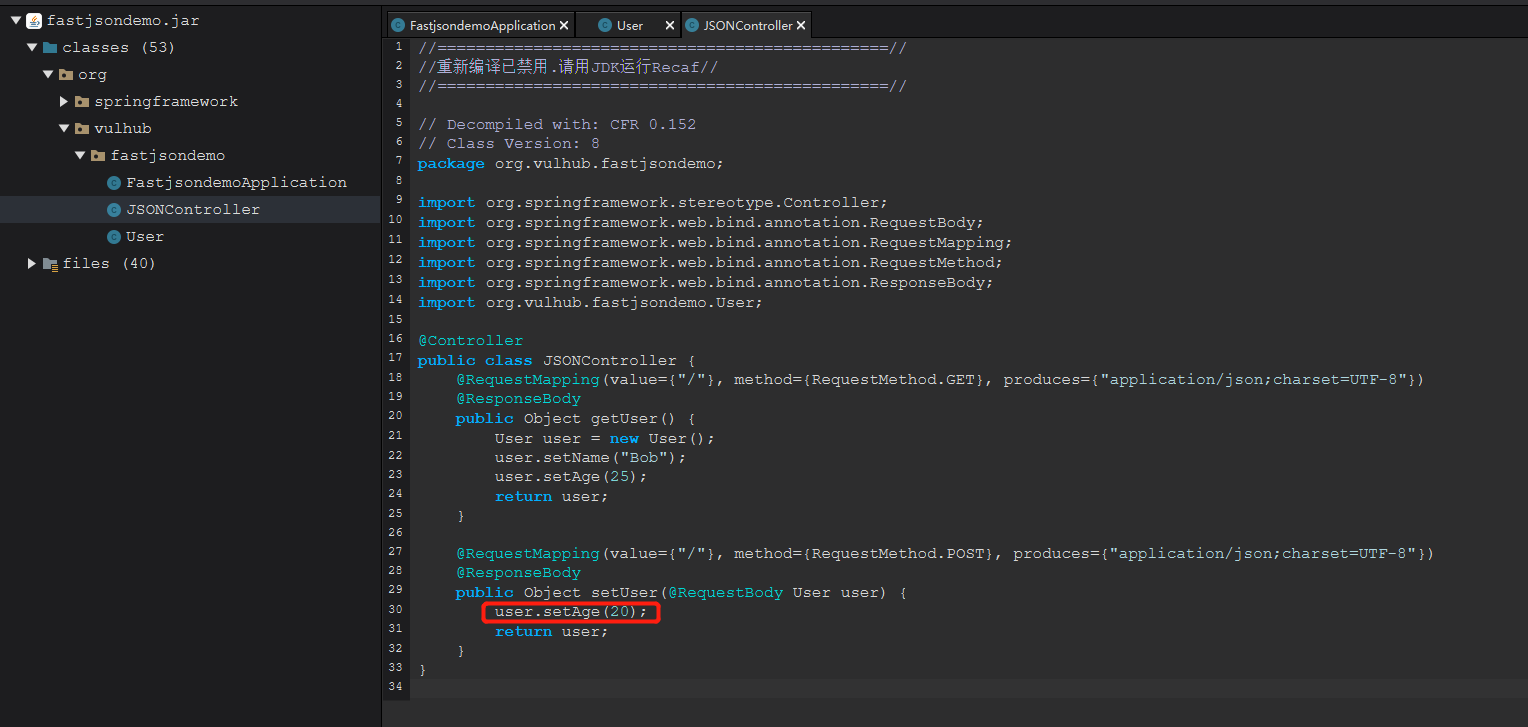 fastjsondemo.jar
classes (53)
org
springframework
vulhub
fastjsondemo
FastjsondemoApplication
JSONController
User
files (40)
FastjsondemoApplication User JSONController
1 //===============================================//
2 //重新编译已禁用.请用JDK运行Recaf//
3 //===============================================//
4
5 // Decompiled with: CFR 0.152
6 // Class Version: 8
7 package org.vulhub.fastjsondemo;
8
9 import org.springframework.stereotype.Controller;
10 import org.springframework.web.bind.annotation.RequestBody;
11 import org.springframework.web.bind.annotation.RequestMapping;
12 import org.springframework.web.bind.annotation.RequestMethod;
13 import org.springframework.web.bind.annotation.ResponseBody;
14 import org.vulhub.fastjsondemo.User;
15
16 @Controller
17 public class JSONController {
18     @RequestMapping(value={"/"}, method={RequestMethod.GET}, produces={"application/json;charset=UTF-8"})
19     @ResponseBody
20     public Object getUser() {
21         User user = new User();
22         user.setName("Bob");
23         user.setAge(25);
24         return user;
25     }
26
27     @RequestMapping(value={"/"}, method={RequestMethod.POST}, produces={"application/json;charset=UTF-8"})
28     @ResponseBody
29     public Object setUser(@RequestBody User user) {
30         user.setAge(20);
31         return user;
32     }
33 }
34